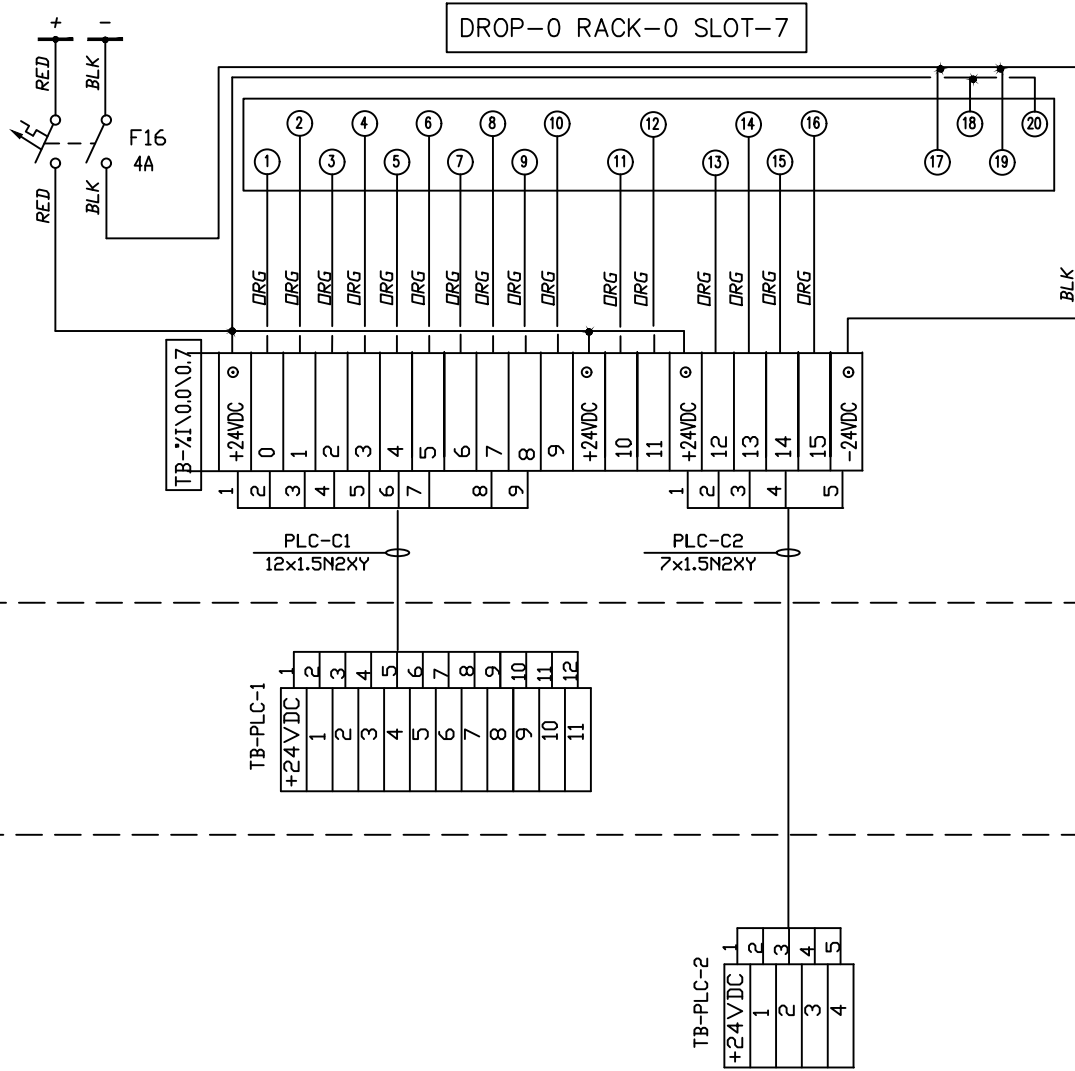 DROP-0 RACK-0 SLOT-7
+ -
RED BLK
F16
4A
RED BLK
2 4 6 8 10 12 14 16 18 20
1 3 5 7 9 11 13 15 17 19
ORG ORG ORG ORG ORG ORG ORG ORG ORG ORG ORG ORG ORG ORG ORG ORG
BLK
TB-%I\0.0\0.7
+24VDC 0 1 2 3 4 5 6 7 8 9 +24VDC 10 11 +24VDC 12 13 14 15 -24VDC
1 2 3 4 5 6 7 8 9 1 2 3 4 5
PLC-C1
12x1.5N2XY
PLC-C2
7x1.5N2XY
TB-PLC-1
1 2 3 4 5 6 7 8 9 10 11 12
+24VDC 1 2 3 4 5 6 7 8 9 10 11
TB-PLC-2
1 2 3 4 5
+24VDC 1 2 3 4